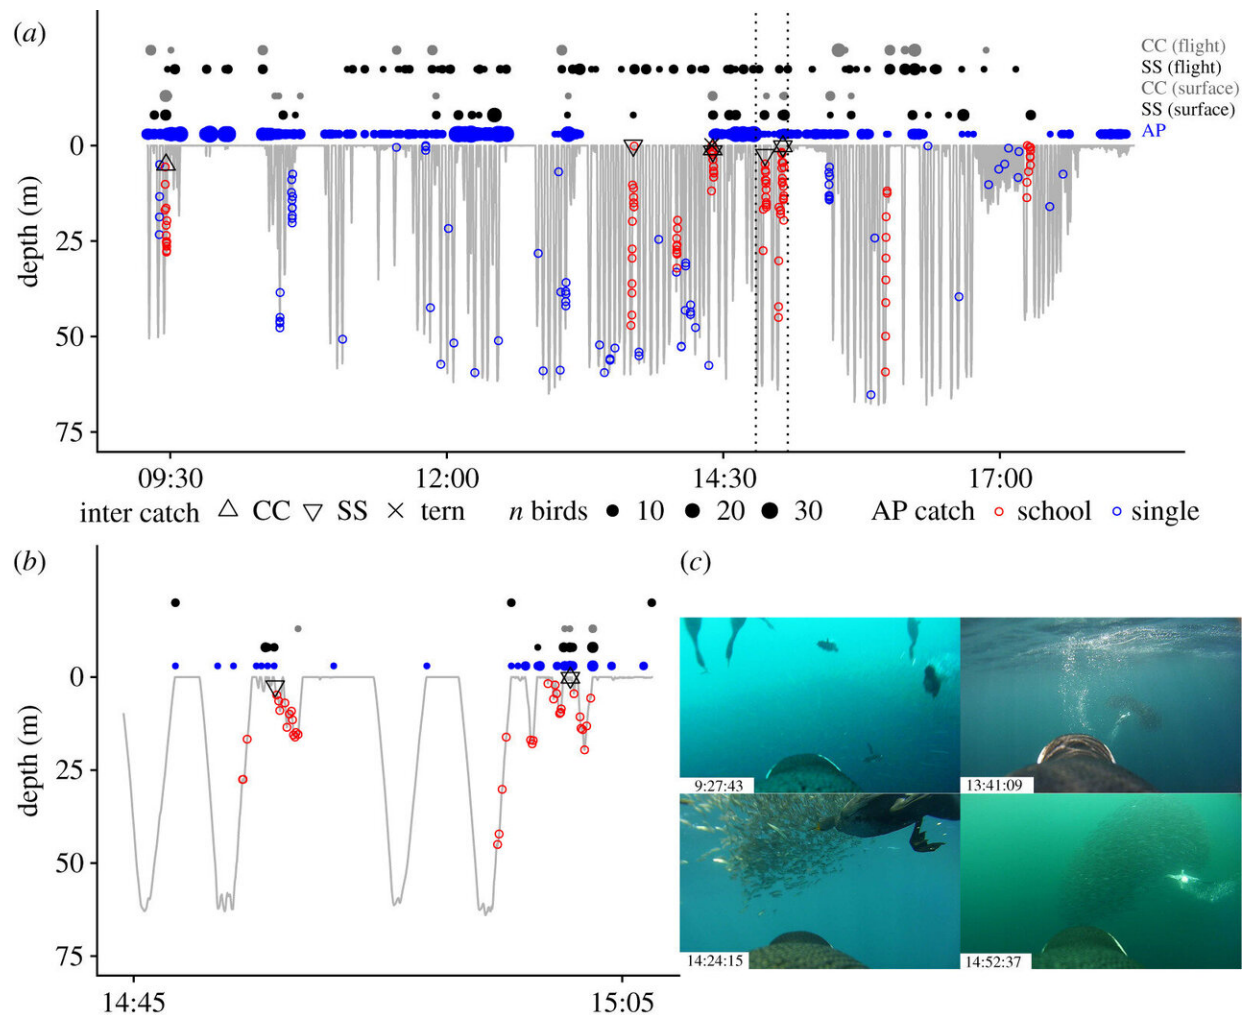 (a)
CC (flight)
SS (flight)
CC (surface)
SS (surface)
AP
0
25
50
75
depth (m)
09:30 12:00 14:30 17:00
inter catch CC SS tern n birds 10 20 30 AP catch school single
(b)
0
25
50
75
depth (m)
14:45 15:05
(c)
9:27:43 13:41:09
14:24:15 14:52:37